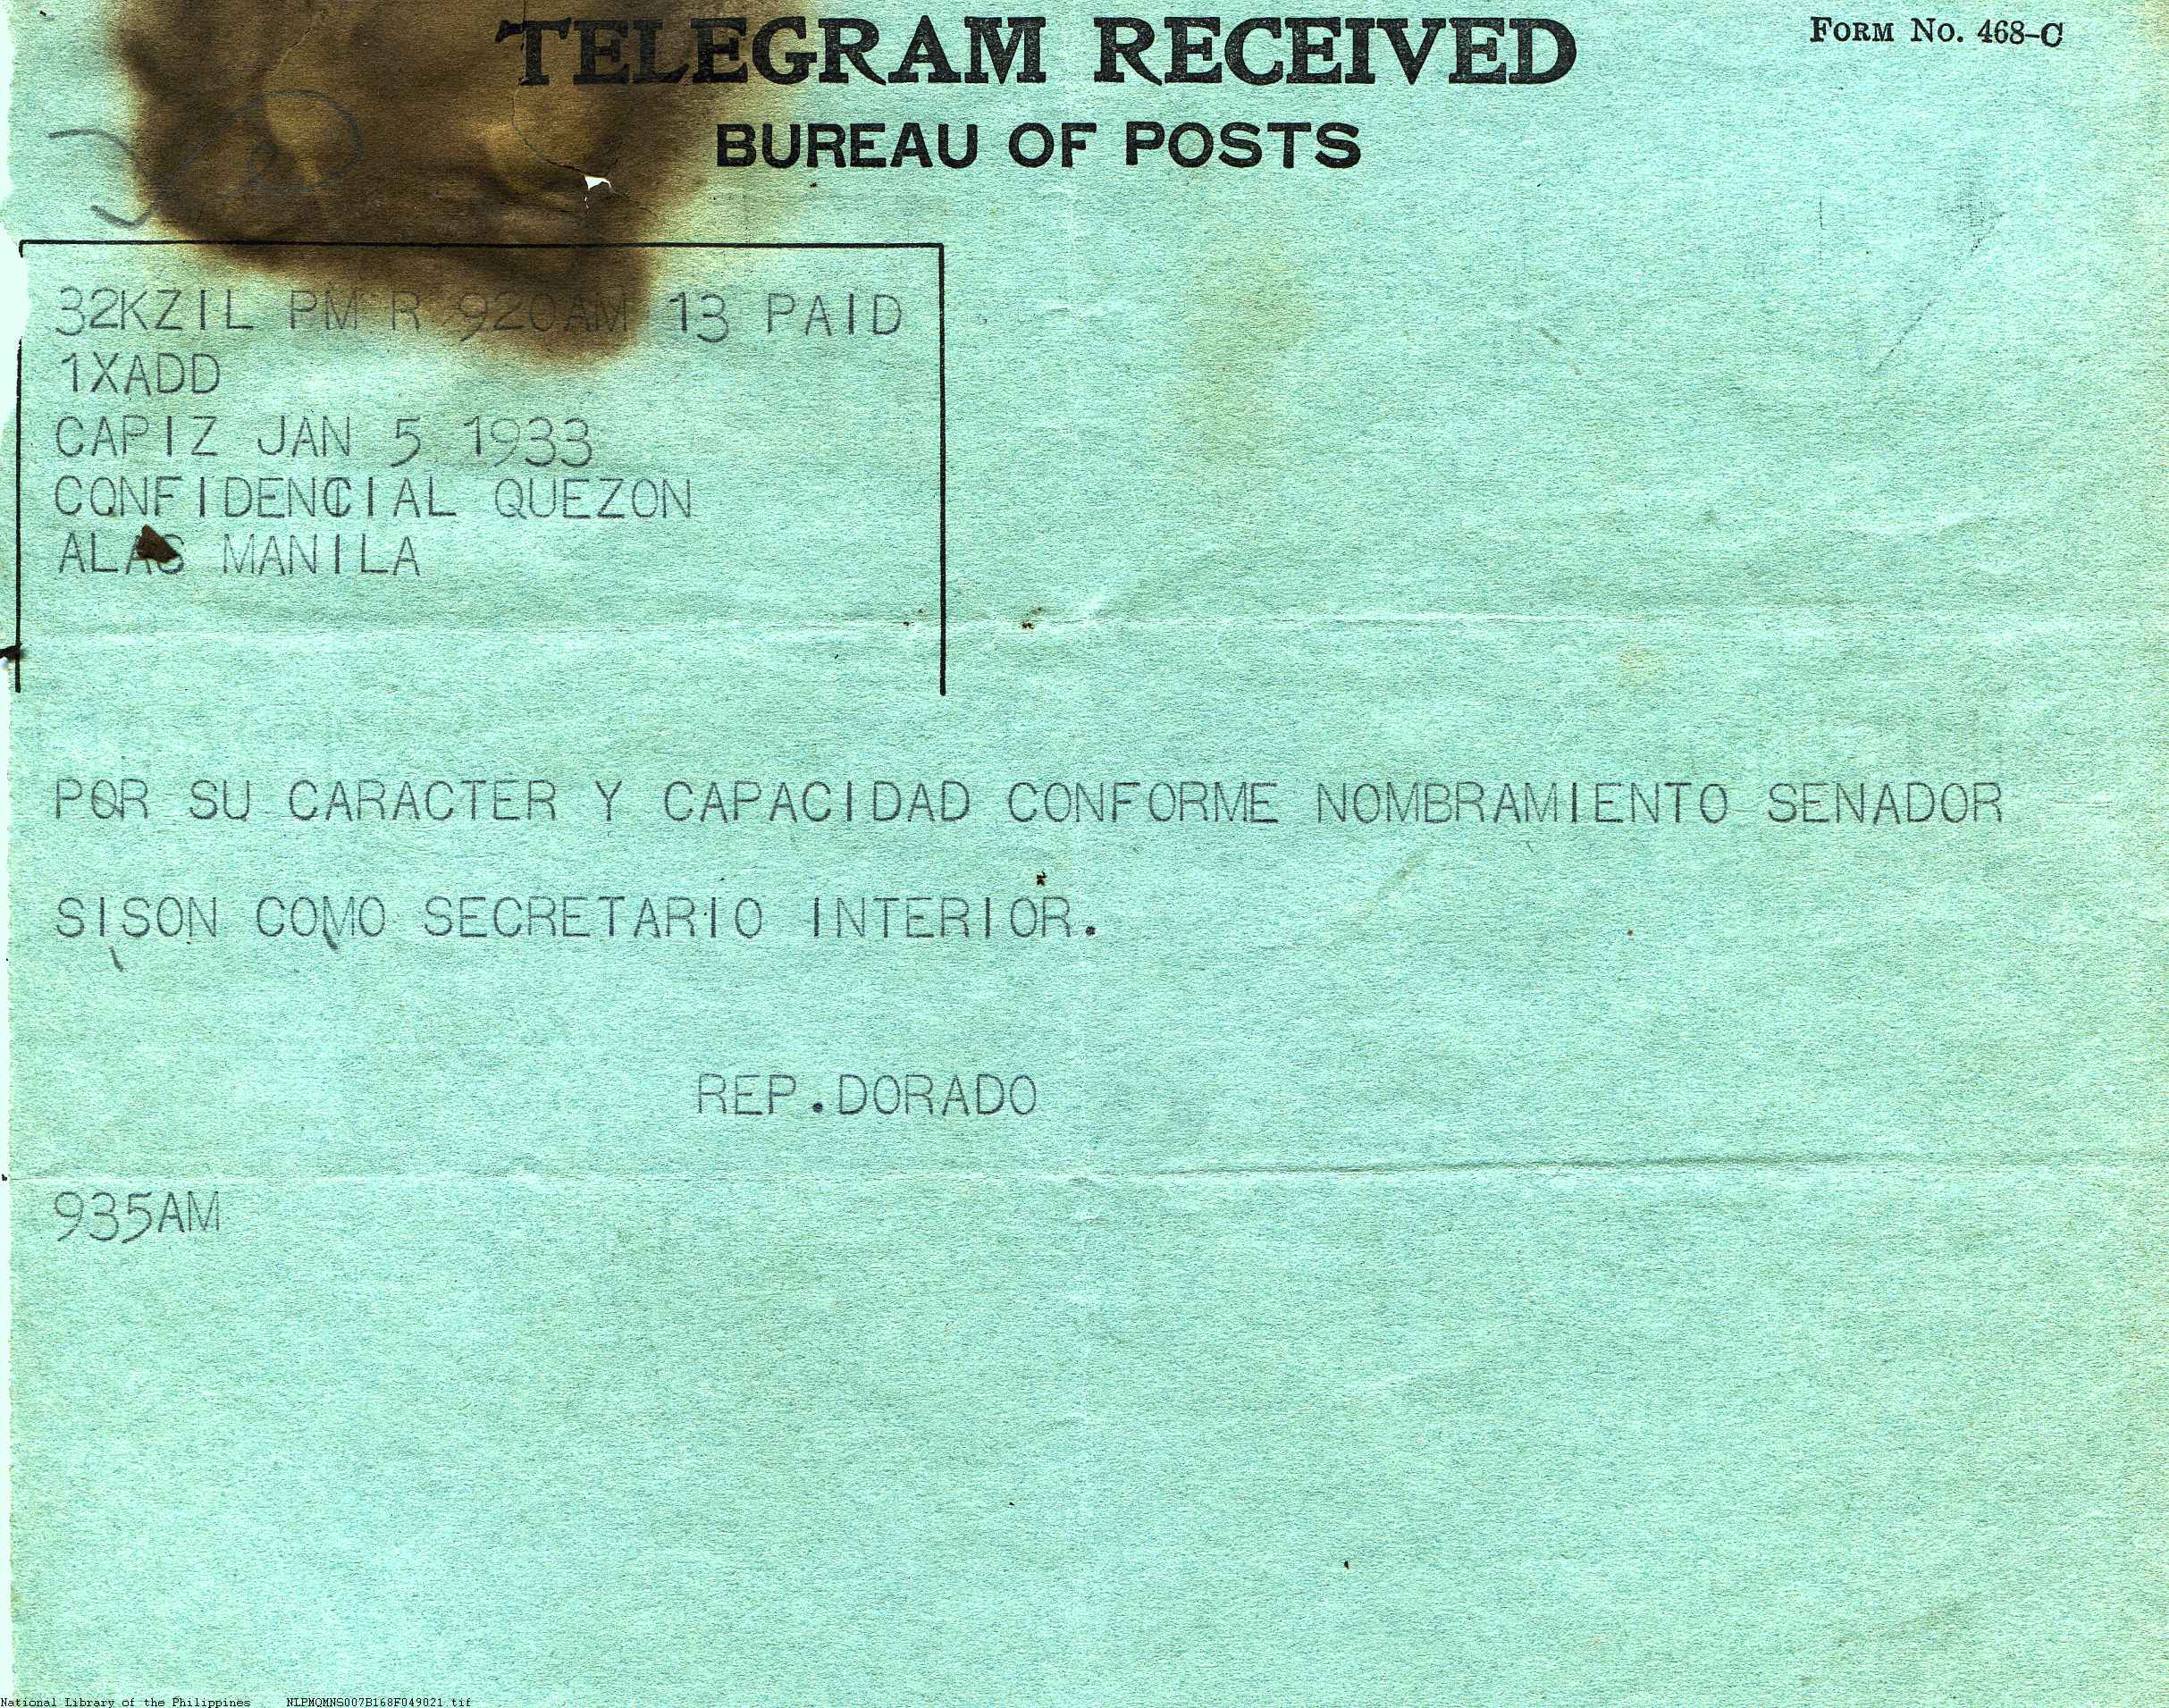 TELEGRAM RECEIVED
FORM NO. 468-C
BUREAU OF POSTS
32KZIL PM R 920AM 13 PAID
1XADD
CAPIZ JAN 5 1933
CONFIDENCIAL QUEZON
ALAS MANILA
POR SU CARACTER Y CAPACIDAD CONFORME NOMBRAMIENTO SENADOR
SISON COMO SECRETARIO INTERIOR.
REP.DORADO
935AM
National Library of the Philippines NLPMQMNS007B168F049021.tif